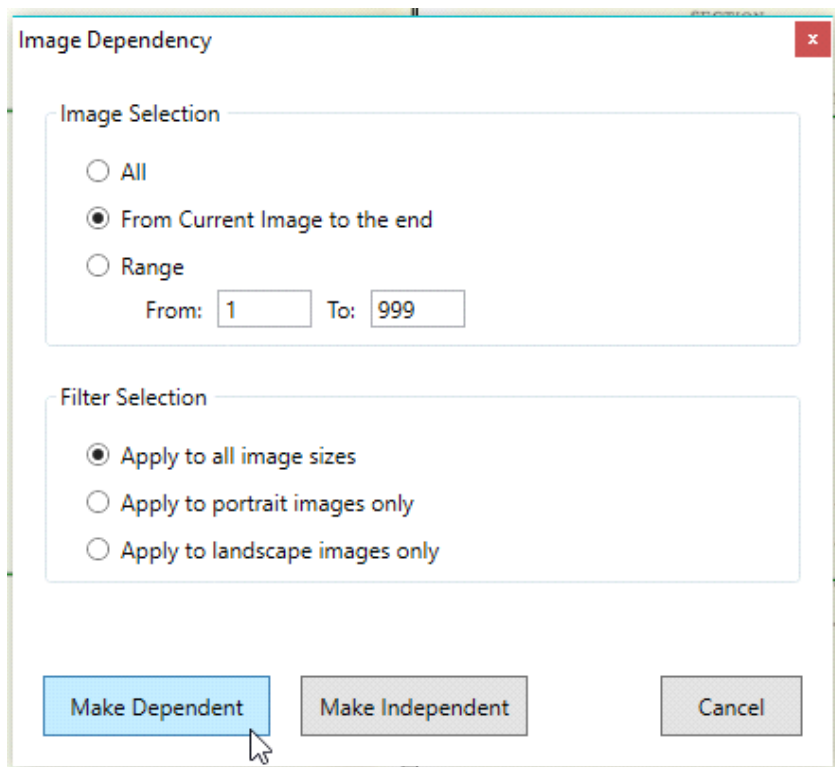 SECTION
Image Dependency
x
Image Selection
All
From Current Image to the end
Range
From: 1 To: 999
Filter Selection
Apply to all image sizes
Apply to portrait images only
Apply to landscape images only
Make Dependent Make Independent Cancel